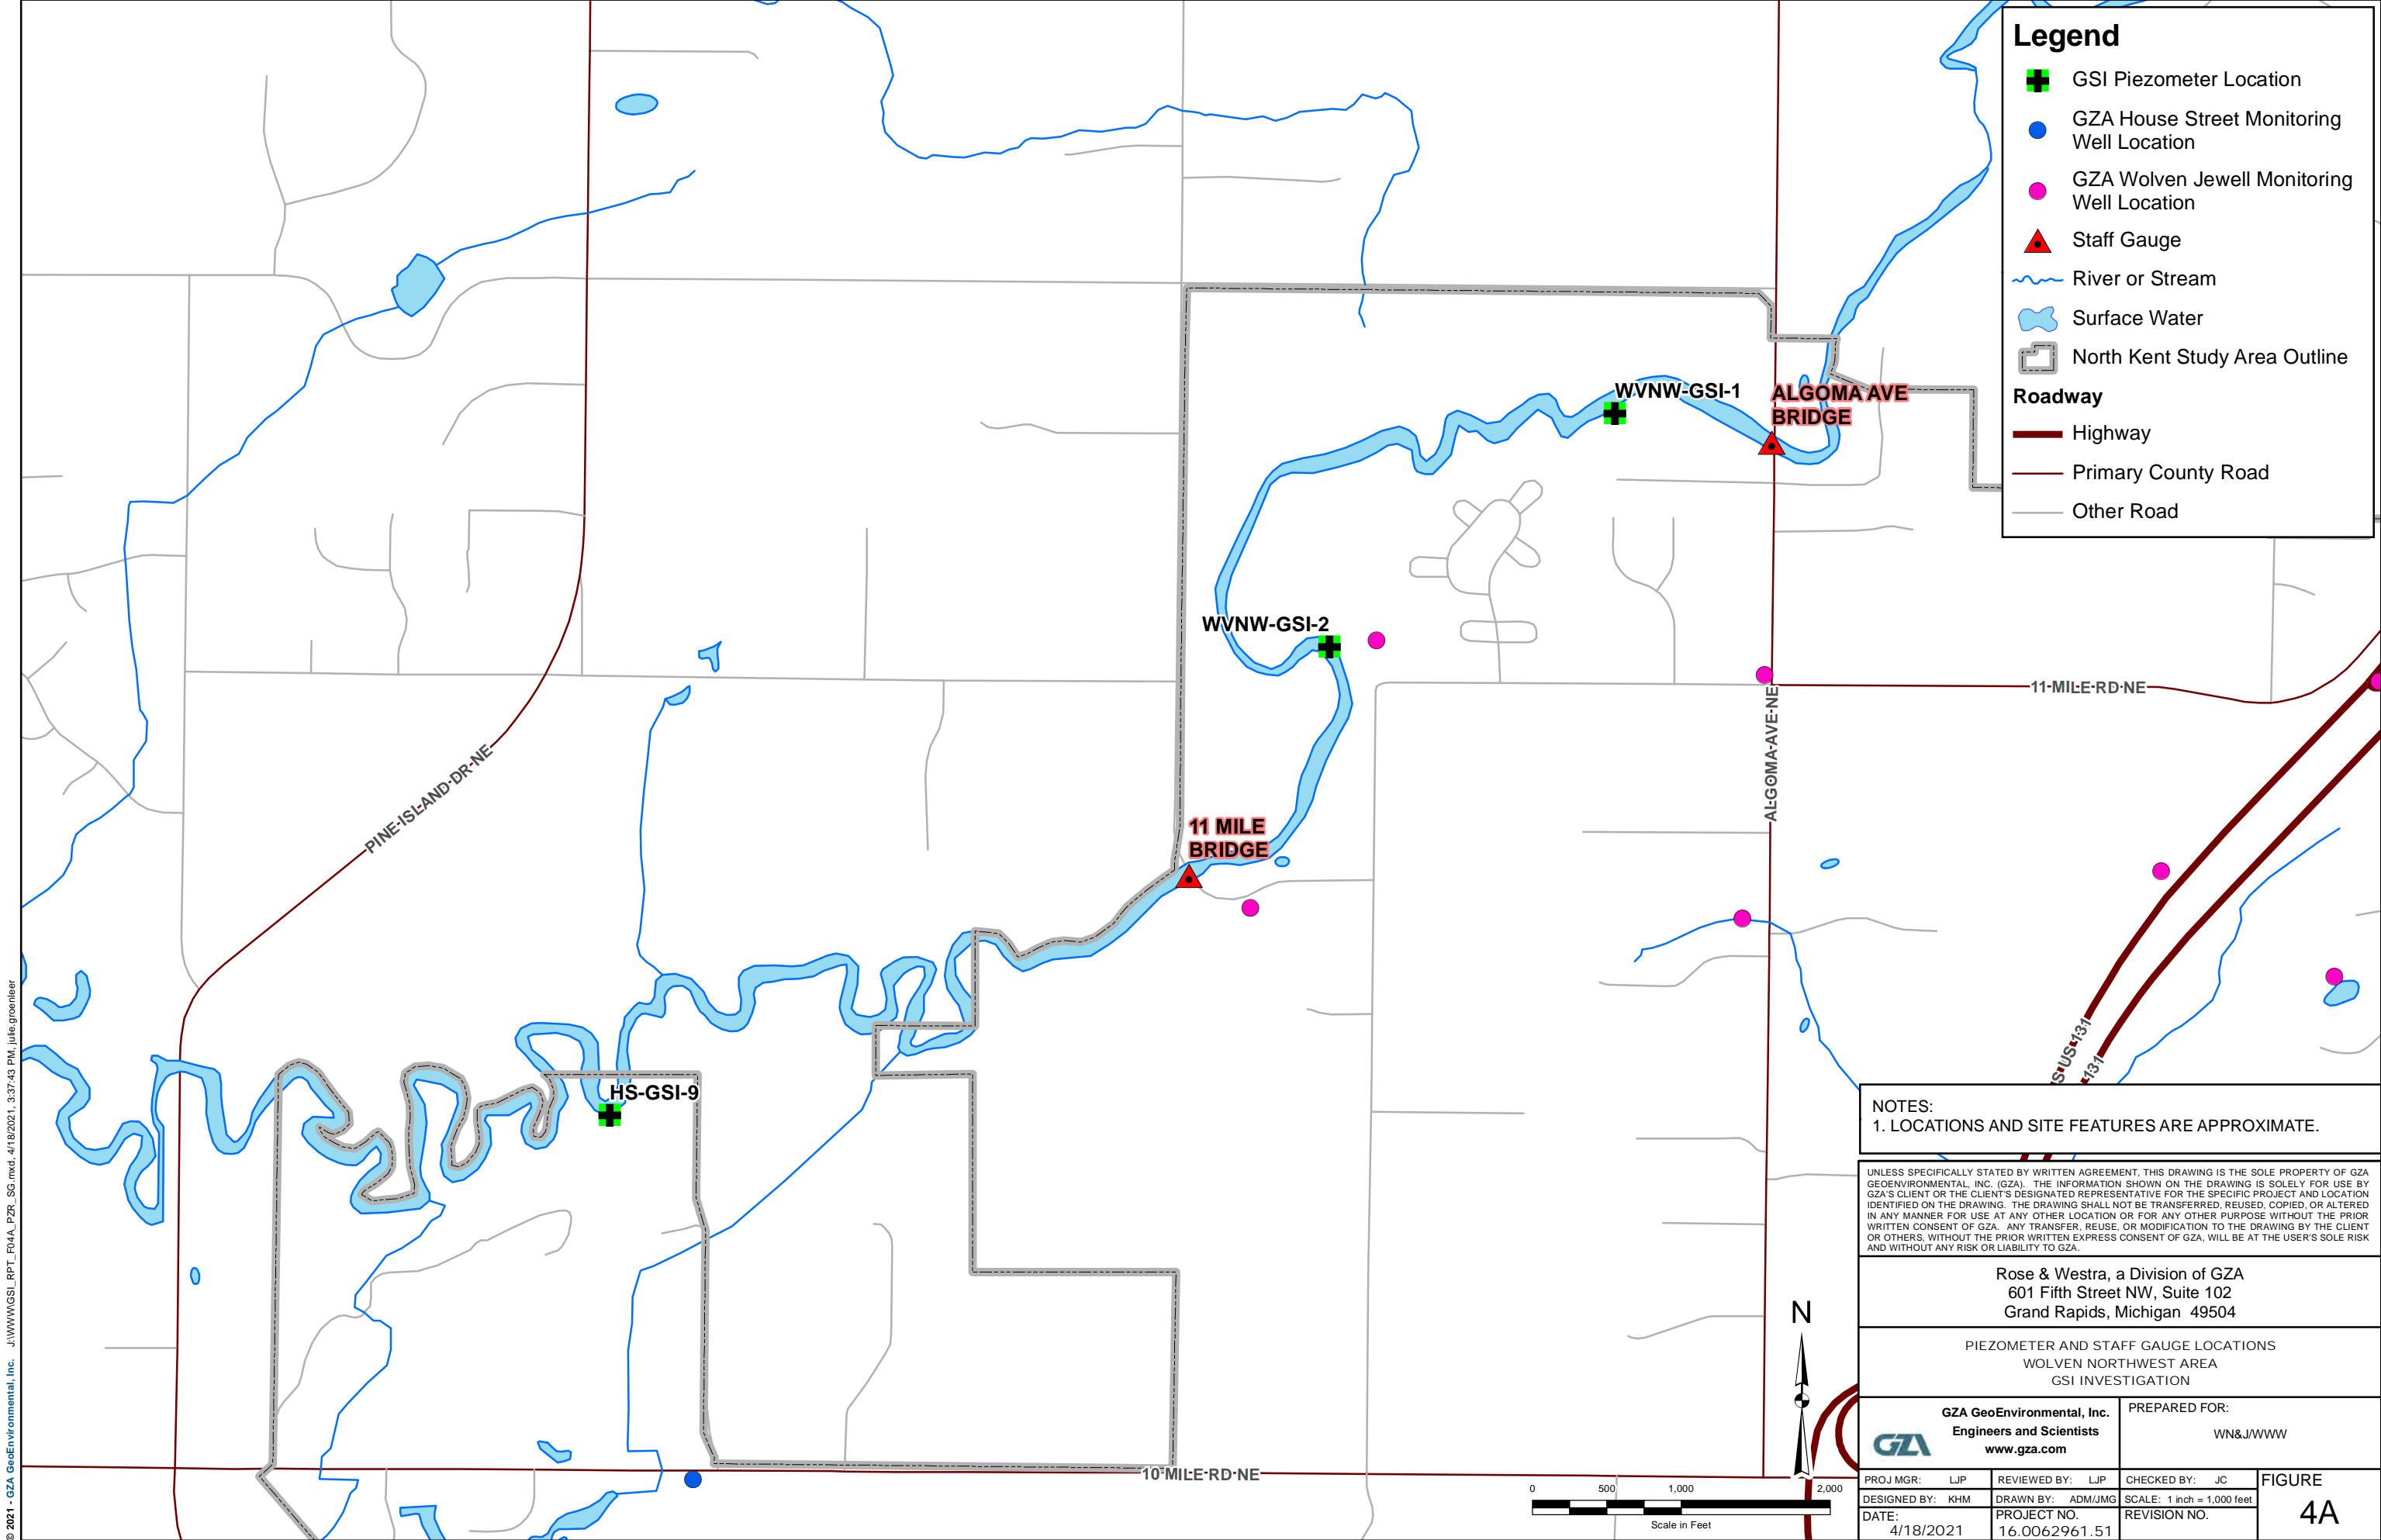 Legend
GSI Piezometer Location
GZA House Street Monitoring
Well Location
GZA Wolven Jewell Monitoring
Well Location
Staff Gauge
River or Stream
Surface Water
North Kent Study Area Outline
Roadway
Highway
Primary County Road
Other Road
WVNW-GSI-1
ALGOMA AVE
BRIDGE
WVNW-GSI-2
11 MILE RD NE
ALGOMA AVE NE
PINE ISLAND DR NE
11 MILE
BRIDGE
HS-GSI-9
S US 131
131
10 MILE RD NE
N
0 500 1,000 2,000
Scale in Feet
NOTES:
1. LOCATIONS AND SITE FEATURES ARE APPROXIMATE.
UNLESS SPECIFICALLY STATED BY WRITTEN AGREEMENT, THIS DRAWING IS THE SOLE PROPERTY OF GZA
GEOENVIRONMENTAL, INC. (GZA). THE INFORMATION SHOWN ON THE DRAWING IS SOLELY FOR USE BY
GZA'S CLIENT OR THE CLIENT'S DESIGNATED REPRESENTATIVE FOR THE SPECIFIC PROJECT AND LOCATION
IDENTIFIED ON THE DRAWING. THE DRAWING SHALL NOT BE TRANSFERRED, REUSED, COPIED, OR ALTERED
IN ANY MANNER FOR USE AT ANY OTHER LOCATION OR FOR ANY OTHER PURPOSE WITHOUT THE PRIOR
WRITTEN CONSENT OF GZA. ANY TRANSFER, REUSE, OR MODIFICATION TO THE DRAWING BY THE CLIENT
OR OTHERS, WITHOUT THE PRIOR WRITTEN EXPRESS CONSENT OF GZA, WILL BE AT THE USER'S SOLE RISK
AND WITHOUT ANY RISK OR LIABILITY TO GZA.
Rose & Westra, a Division of GZA
601 Fifth Street NW, Suite 102
Grand Rapids, Michigan 49504
PIEZOMETER AND STAFF GAUGE LOCATIONS
WOLVEN NORTHWEST AREA
GSI INVESTIGATION
GZA
GZA GeoEnvironmental, Inc.
Engineers and Scientists
www.gza.com
PREPARED FOR:
WN&J/WWW
PROJ MGR: LJP REVIEWED BY: LJP CHECKED BY: JC
DESIGNED BY: KHM DRAWN BY: ADM/JMG SCALE: 1 inch = 1,000 feet
DATE: 4/18/2021 PROJECT NO. 16.0062961.51 REVISION NO.
FIGURE
4A
© 2021 - GZA GeoEnvironmental, Inc. J:\WWW\GSI_RPT_F04A_PZR_SG.mxd, 4/18/2021, 3:37:43 PM, julie.groenleer